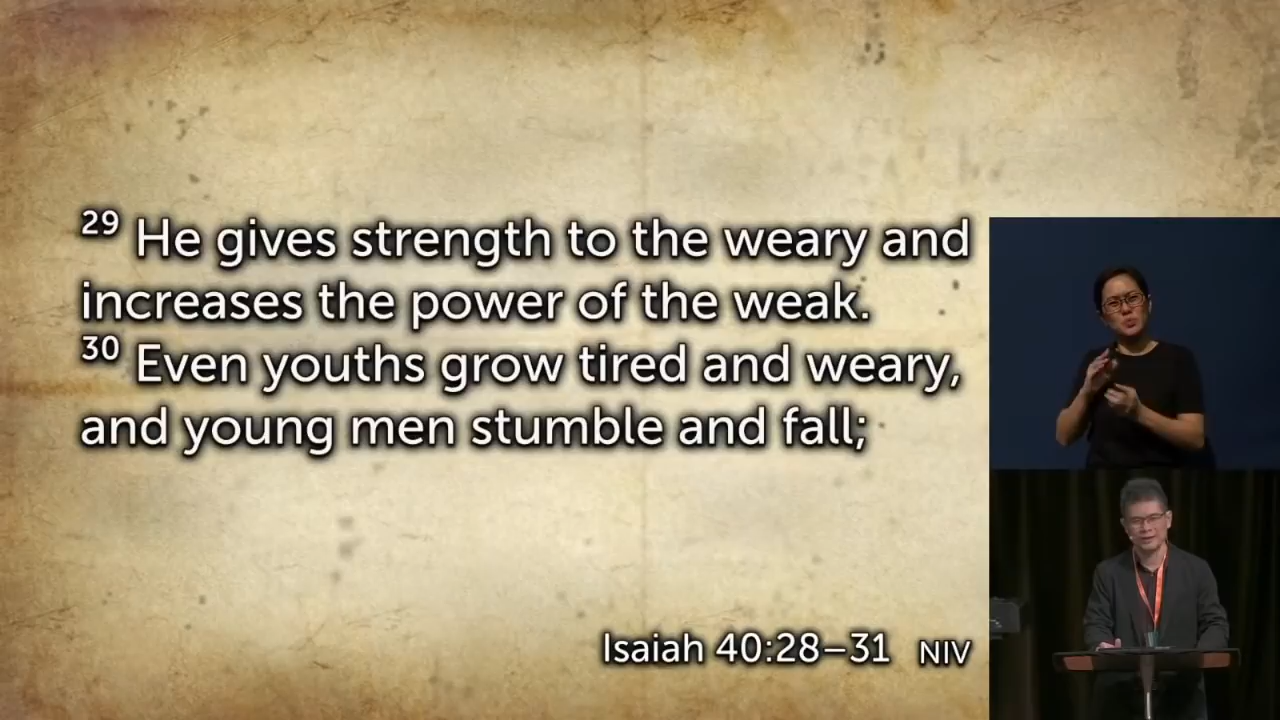 29 He gives strength to the weary and
increases the power of the weak.
30 Even youths grow tired and weary,
and young men stumble and fall;
Isaiah 40:28–31 NIV